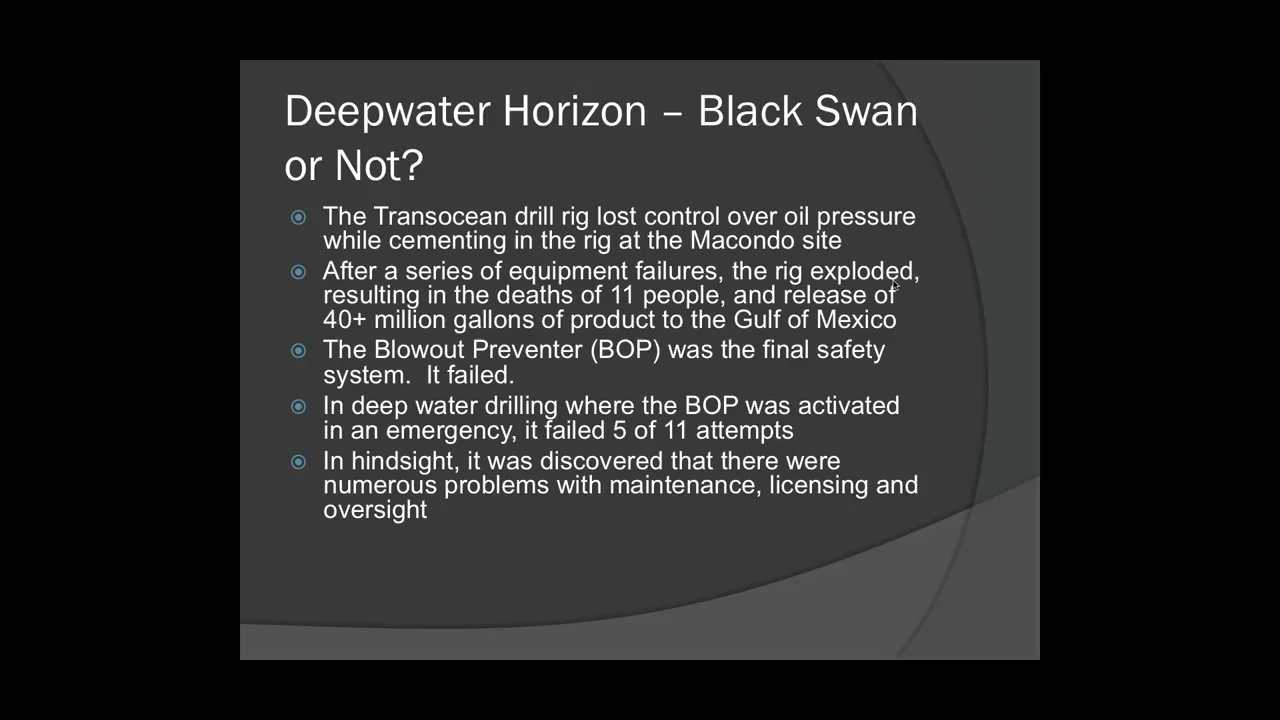 Deepwater Horizon – Black Swan
or Not?
The Transocean drill rig lost control over oil pressure
while cementing in the rig at the Macondo site
After a series of equipment failures, the rig exploded,
resulting in the deaths of 11 people, and release of
40+ million gallons of product to the Gulf of Mexico
The Blowout Preventer (BOP) was the final safety
system.  It failed.
In deep water drilling where the BOP was activated
in an emergency, it failed 5 of 11 attempts
In hindsight, it was discovered that there were
numerous problems with maintenance, licensing and
oversight